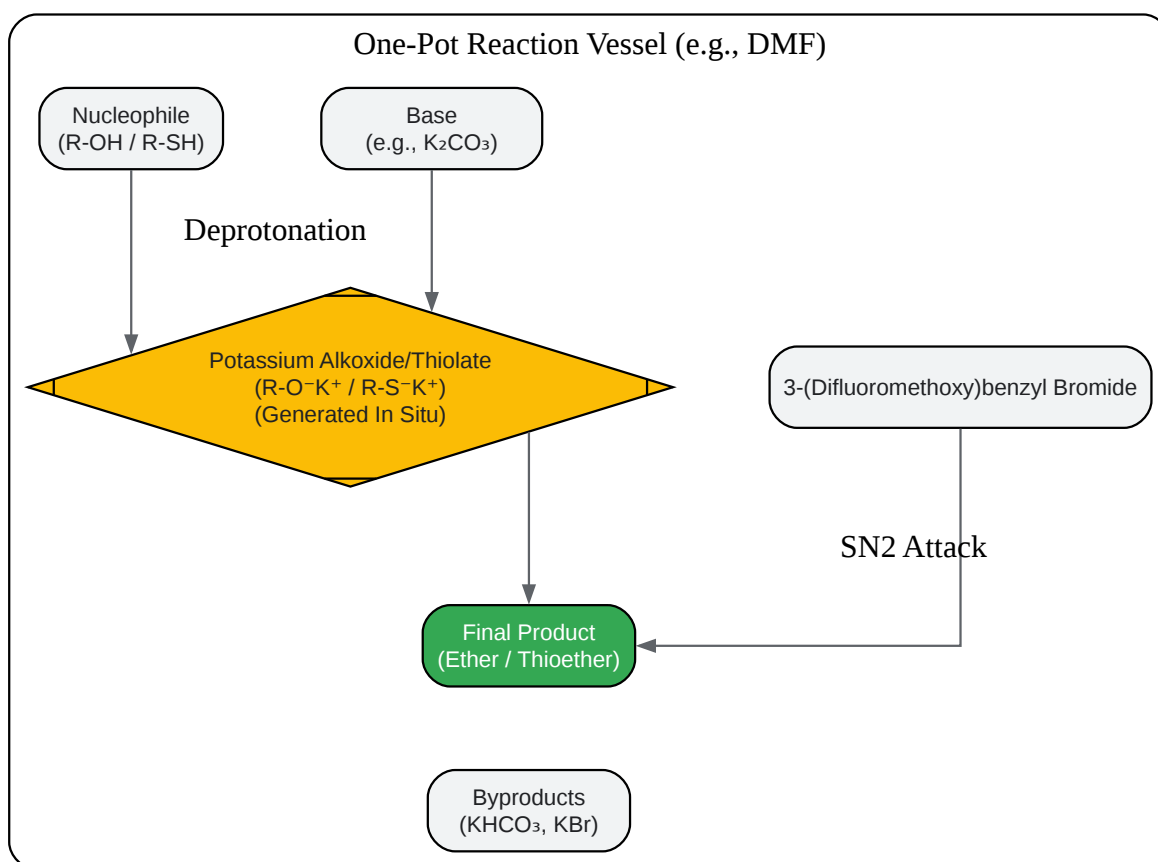 One-Pot Reaction Vessel (e.g., DMF)
Nucleophile
(R-OH / R-SH)
Base
(e.g., K₂CO₃)
Deprotonation
Potassium Alkoxide/Thiolate
(R-O⁻K⁺ / R-S⁻K⁺)
(Generated In Situ)
3-(Difluoromethoxy)benzyl Bromide
SN2 Attack
Final Product
(Ether / Thioether)
Byproducts
(KHCO₃, KBr)